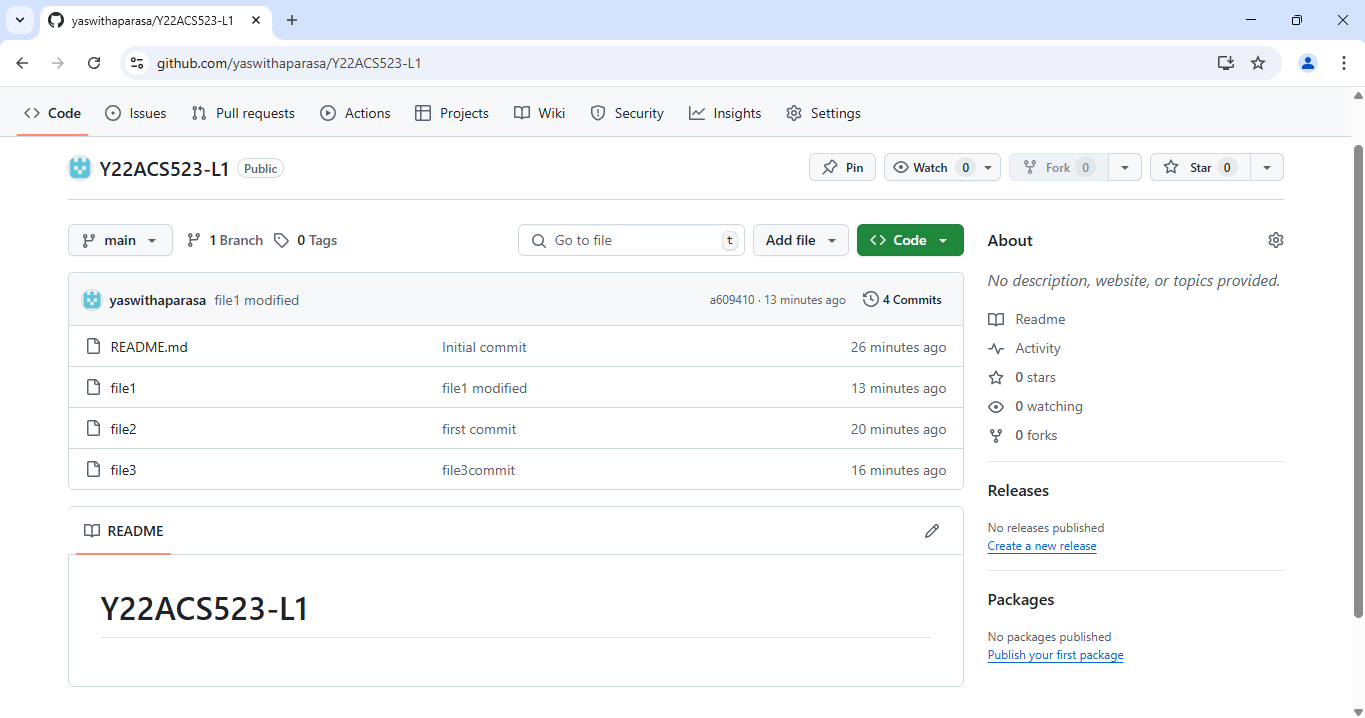 yaswithaparasa/Y22ACS523-L1
github.com/yaswithaparasa/Y22ACS523-L1
Code Issues Pull requests Actions Projects Wiki Security Insights Settings
Y22ACS523-L1 Public Pin Watch 0 Fork 0 Star 0
main 1 Branch 0 Tags Go to file t Add file Code
yaswithaparasa file1 modified a609410 · 13 minutes ago 4 Commits
README.md Initial commit 26 minutes ago
file1 file1 modified 13 minutes ago
file2 first commit 20 minutes ago
file3 file3commit 16 minutes ago
README
Y22ACS523-L1
About
No description, website, or topics provided.
Readme
Activity
0 stars
0 watching
0 forks
Releases
No releases published
Create a new release
Packages
No packages published
Publish your first package